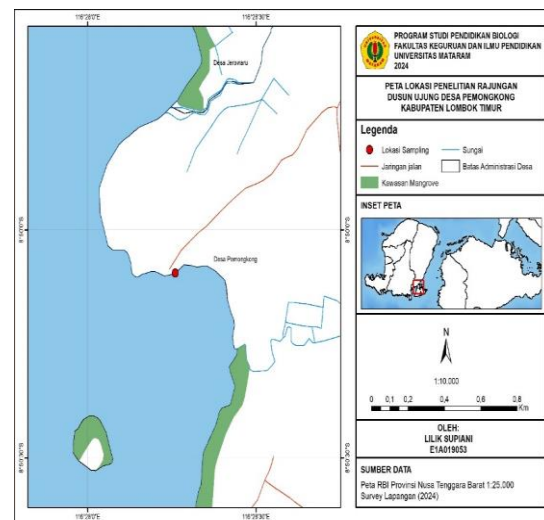 116°28'0"E 116°28'30"E
Desa Jerowaru
8°50'0"S
8°50'0"S
Desa Pemongkong
8°50'30"S
8°50'30"S
116°28'0"E 116°28'30"E
PROGRAM STUDI PENDIDIKAN BIOLOGI
FAKULTAS KEGURUAN DAN ILMU PENDIDIKAN
UNIVERSITAS MATARAM
2024
PETA LOKASI PENELITIAN RAJUNGAN
DUSUN UJUNG DESA PEMONGKONG
KABUPATEN LOMBOK TIMUR
Legenda
Lokasi Sampling
Sungai
Jaringan jalan
Batas Administrasi Desa
Kawasan Mangrove
INSET PETA
N
1:10.000
0 0,1 0,2 0,4 0,6 0,8
Km
OLEH:
LILIK SUPIANI
E1A019053
SUMBER DATA
Peta RBI Provinsi Nusa Tenggara Barat 1:25.000
Survey Lapangan (2024)